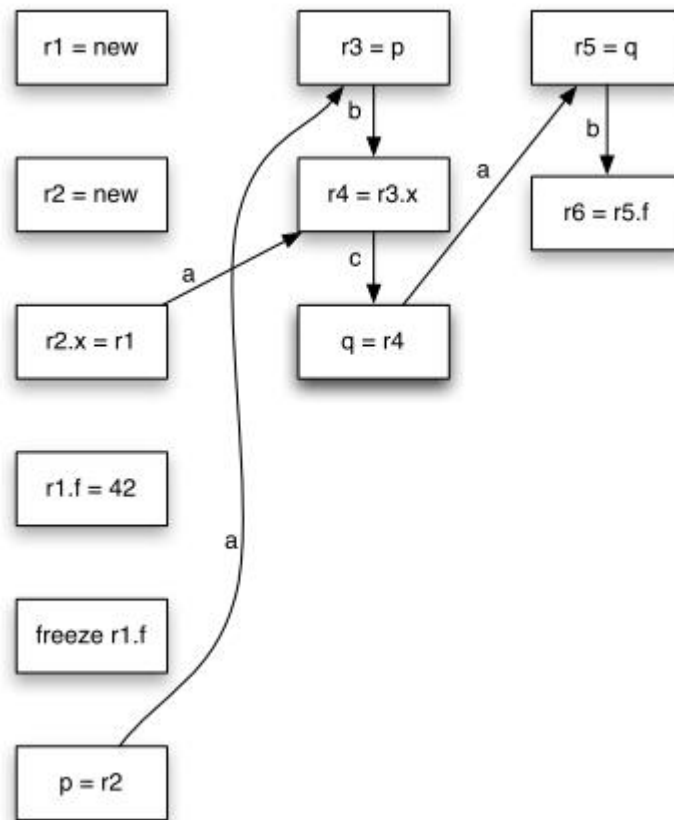 r1 = new
r3 = p
r5 = q
b
b
r2 = new
r4 = r3.x
a
r6 = r5.f
a
c
r2.x = r1
q = r4
r1.f = 42
a
freeze r1.f
p = r2